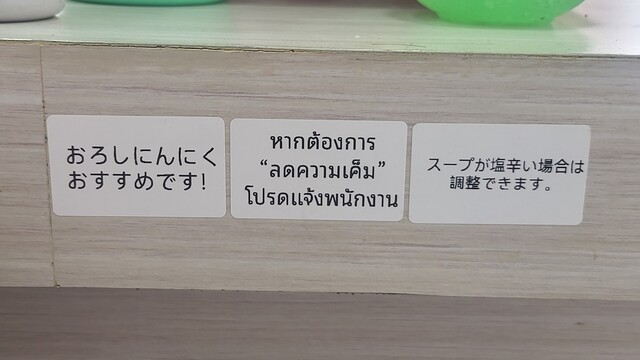 おろしにんにく
おすすめです!
หากต้องการ
“ลดความเค็ม”
โปรดแจ้งพนักงาน
スープが塩辛い場合は
調整できます。